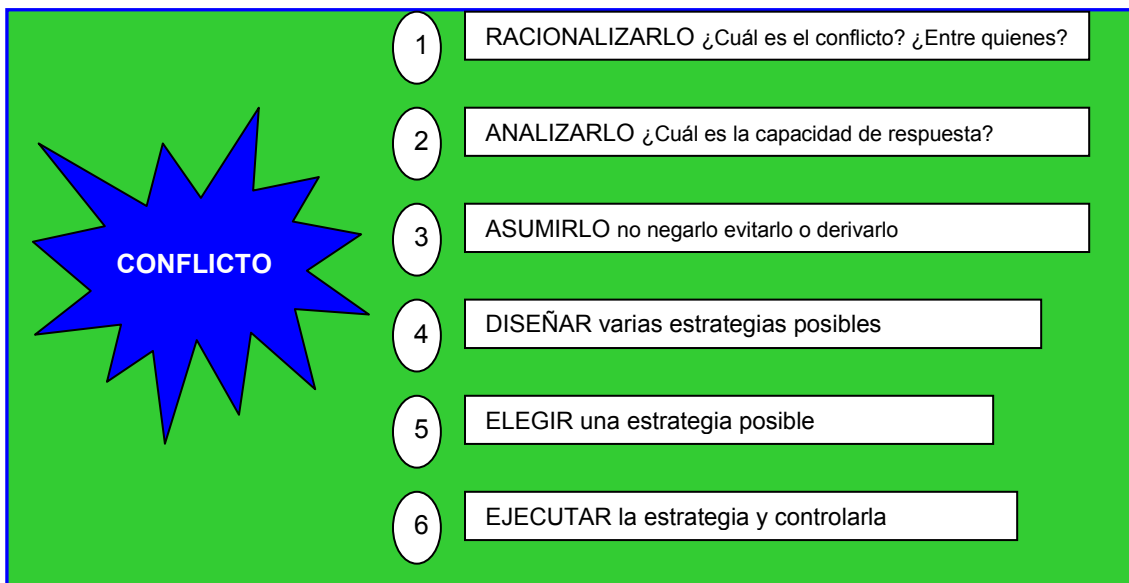 1
RACIONALIZARLO ¿Cuál es el conflicto? ¿Entre quienes?
2
ANALIZARLO ¿Cuál es la capacidad de respuesta?
3
ASUMIRLO no negarlo evitarlo o derivarlo
CONFLICTO
4
DISEÑAR varias estrategias posibles
5
ELEGIR una estrategia posible
6
EJECUTAR la estrategia y controlarla